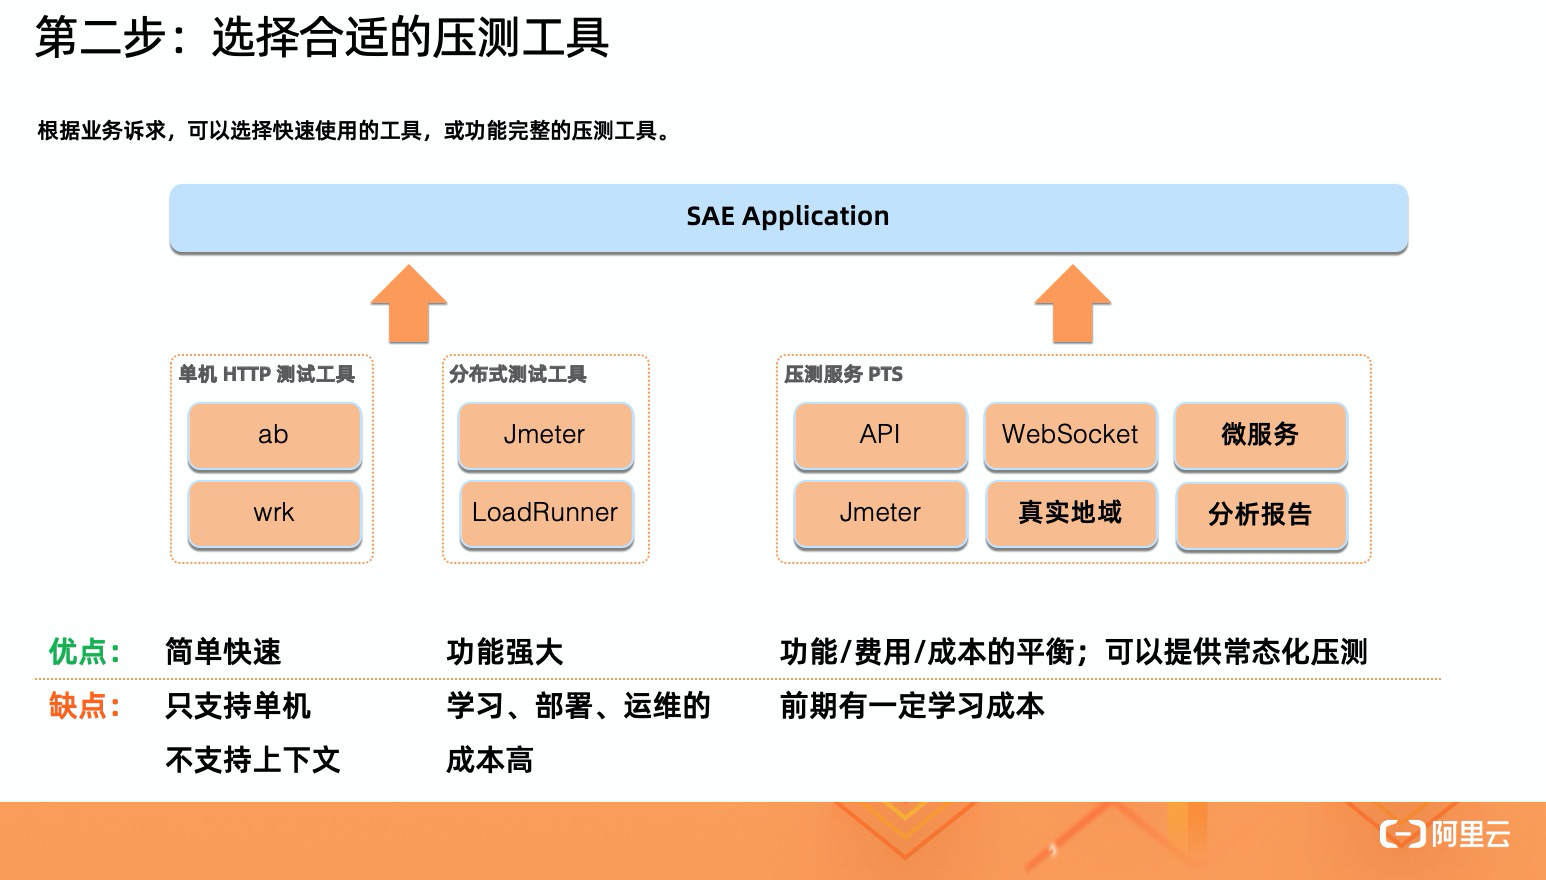 第二步：选择合适的压测工具
根据业务诉求，可以选择快速使用的工具，或功能完整的压测工具。
SAE Application
单机 HTTP 测试工具
ab
wrk
分布式测试工具
Jmeter
LoadRunner
压测服务 PTS
API
WebSocket
微服务
Jmeter
真实地域
分析报告
优点：
简单快速
功能强大
功能/费用/成本的平衡；可以提供常态化压测
缺点：
只支持单机
不支持上下文
学习、部署、运维的
成本高
前期有一定学习成本
阿里云